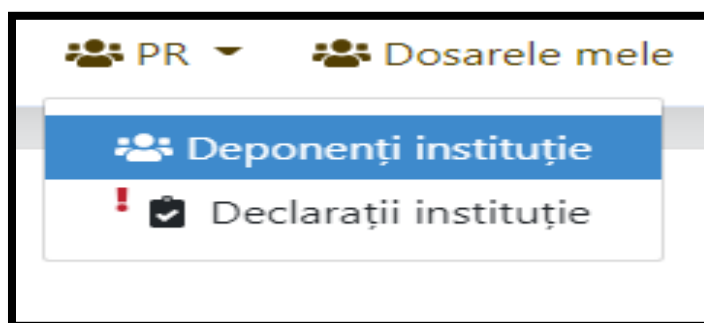 PR Dosarele mele
Deponenți instituție
! Declarații instituție